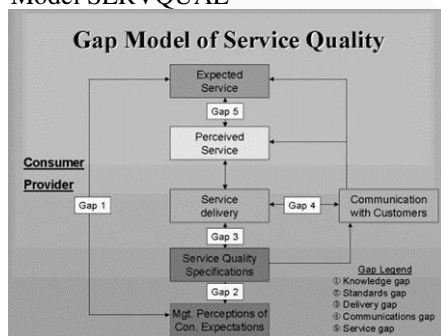 Model SERVQUAL
Gap Model of Service Quality
Expected
Service
Gap 5
Perceived
Service
Consumer
Provider
Gap 1
Service
delivery
Gap 4
Communication
with Customers
Gap 3
Service Quality
Specifications
Gap 2
Mgt. Perceptions of
Con. Expectations
Gap Legend
① Knowledge gap
② Standards gap
③ Delivery gap
④ Communications gap
⑤ Service gap